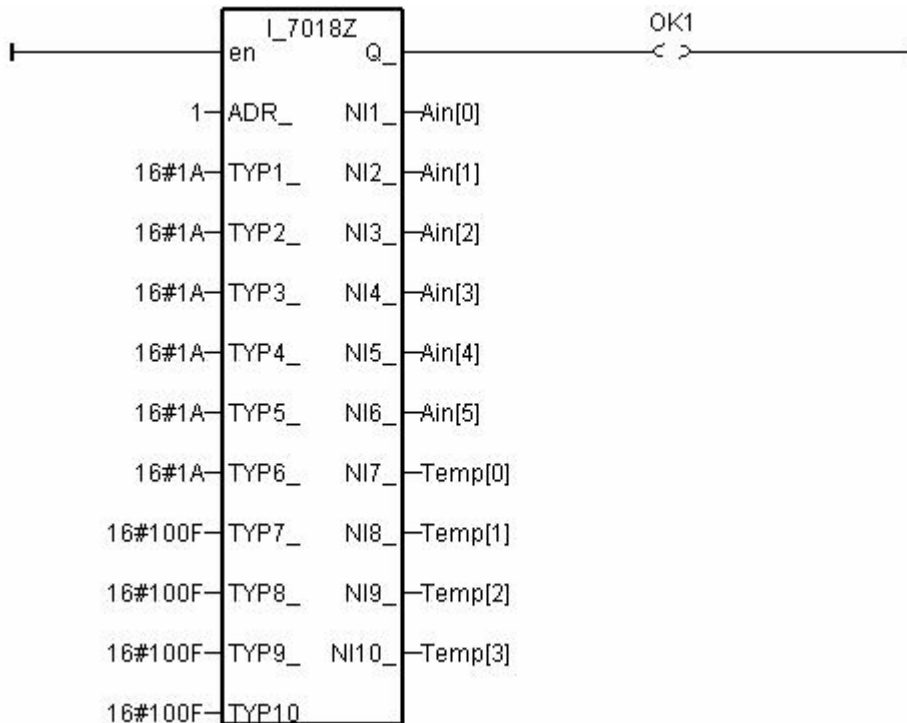 I_7018Z
OK1
en Q_
1 ADR_ NI1_ Ain[0]
16#1A TYP1_ NI2_ Ain[1]
16#1A TYP2_ NI3_ Ain[2]
16#1A TYP3_ NI4_ Ain[3]
16#1A TYP4_ NI5_ Ain[4]
16#1A TYP5_ NI6_ Ain[5]
16#1A TYP6_ NI7_ Temp[0]
16#100F TYP7_ NI8_ Temp[1]
16#100F TYP8_ NI9_ Temp[2]
16#100F TYP9_ NI10_ Temp[3]
16#100F TYP10